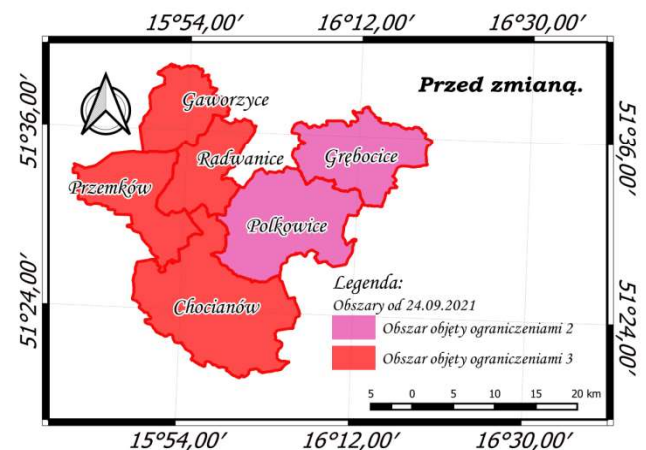 15°54,00′ 16°12,00′ 16°30,00′
Przed zmianą.
51°36,00′
51°36,00′
Gaworzyce
Radwanice
Grębocice
Przemków
Polkowice
Chocianów
51°24,00′
51°24,00′
Legenda:
Obszary od 24.09.2021
Obszar objęty ograniczeniami 2
Obszar objęty ograniczeniami 3
5 0 5 10 15 20 km
15°54,00′ 16°12,00′ 16°30,00′